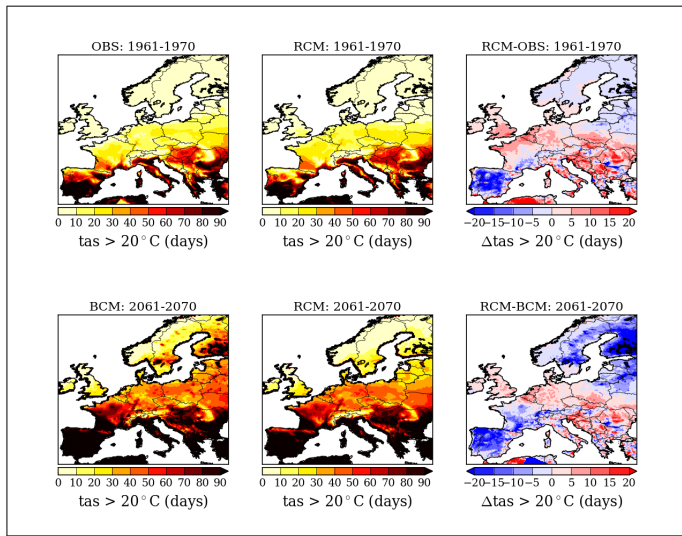 OBS: 1961-1970
RCM: 1961-1970
RCM-OBS: 1961-1970
0 10 20 30 40 50 60 70 80 90
0 10 20 30 40 50 60 70 80 90
−20−15−10 −5 0 5 10 15 20
tas > 20°C (days)
tas > 20°C (days)
Δtas > 20°C (days)
BCM: 2061-2070
RCM: 2061-2070
RCM-BCM: 2061-2070
0 10 20 30 40 50 60 70 80 90
0 10 20 30 40 50 60 70 80 90
−20−15−10 −5 0 5 10 15 20
tas > 20°C (days)
tas > 20°C (days)
Δtas > 20°C (days)